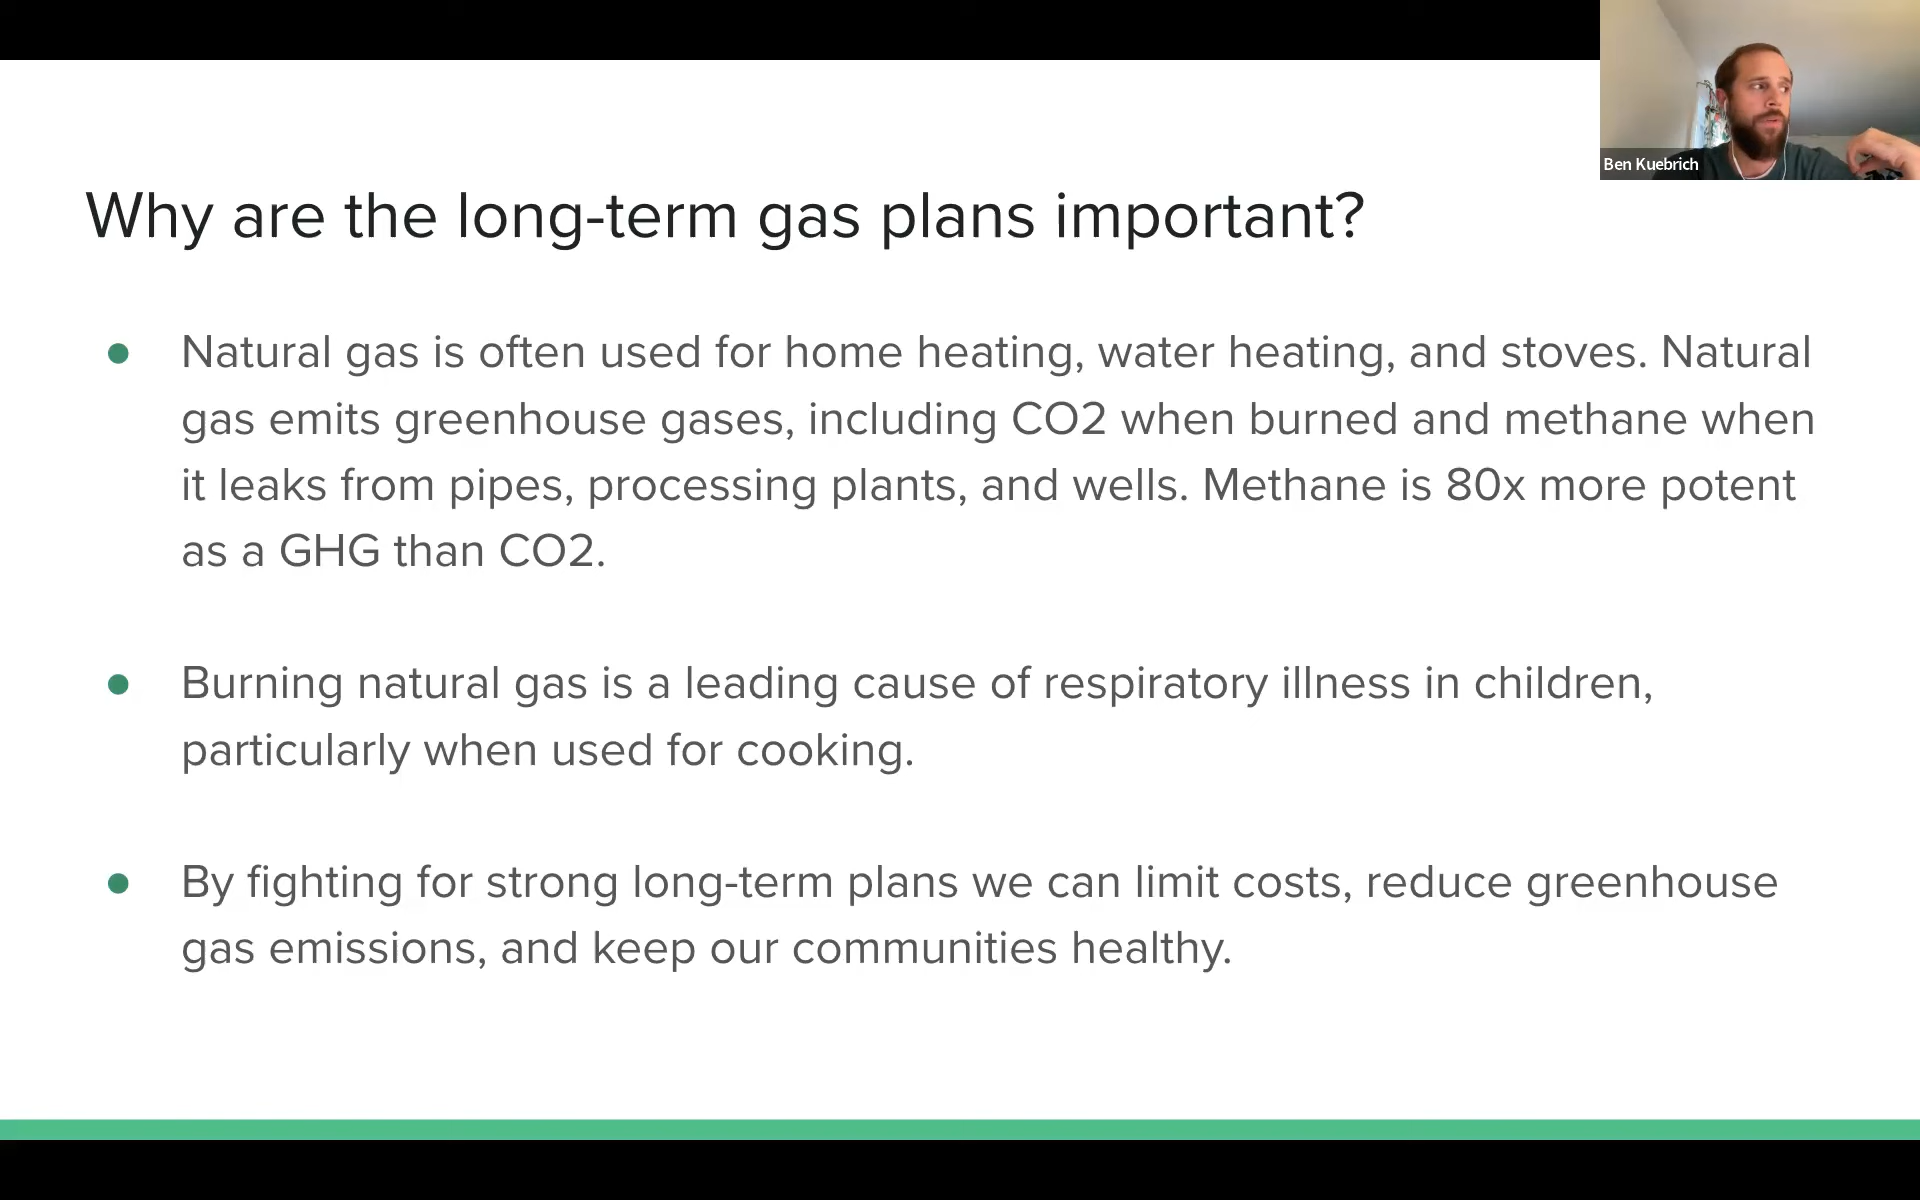 Ben Kuebrich
Why are the long-term gas plans important?
● Natural gas is often used for home heating, water heating, and stoves. Natural
gas emits greenhouse gases, including CO2 when burned and methane when
it leaks from pipes, processing plants, and wells. Methane is 80x more potent
as a GHG than CO2.
● Burning natural gas is a leading cause of respiratory illness in children,
particularly when used for cooking.
● By fighting for strong long-term plans we can limit costs, reduce greenhouse
gas emissions, and keep our communities healthy.